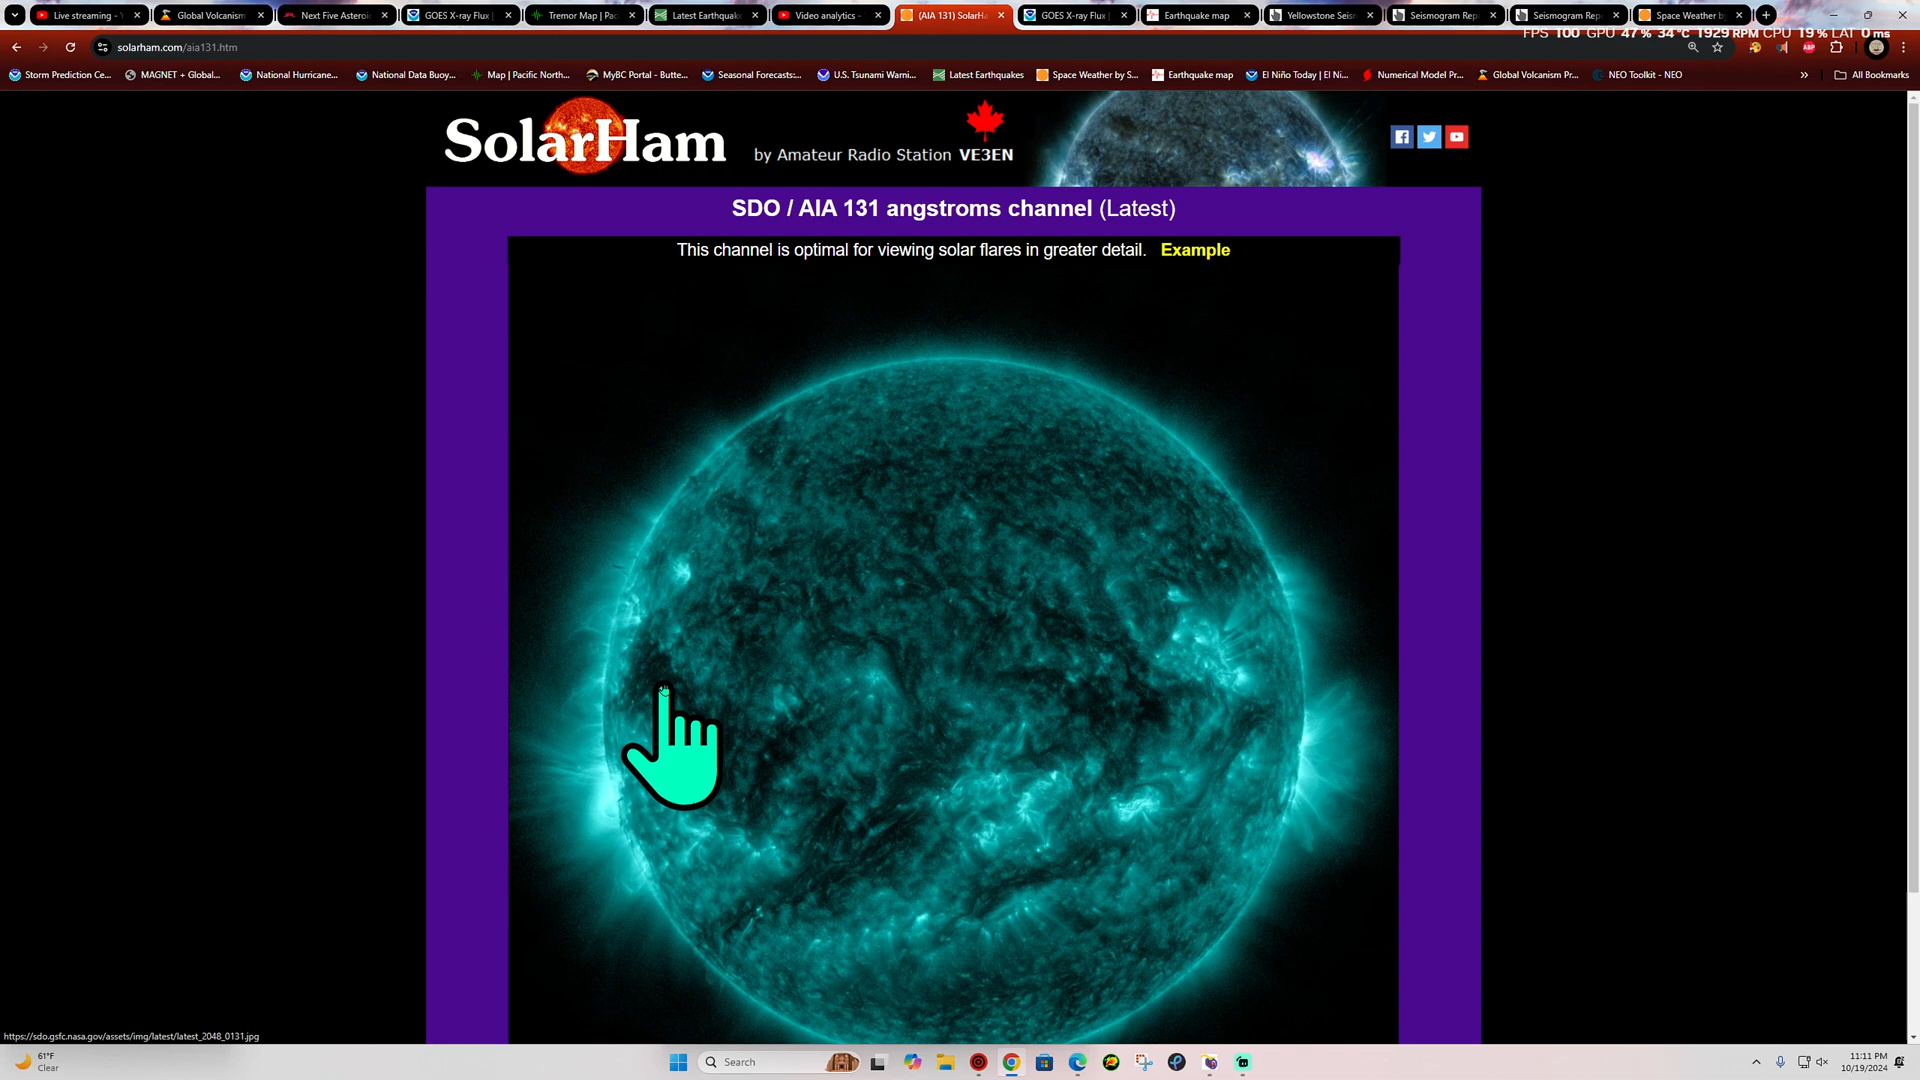 Live streaming - Y
Global Volcanism
Next Five Asteroi
GOES X-ray Flux |
Tremor Map | Pac
Latest Earthquake
Video analytics -
(AIA 131) SolarHa
GOES X-ray Flux |
Earthquake map
Yellowstone Seis
Seismogram Rep
Seismogram Rep
Space Weather by
solarham.com/aia131.htm
FPS 100 GPU 47 % 34 °C 1929 RPM CPU 19 % LAT 0 ms
Storm Prediction Ce...
MAGNET + Global...
National Hurricane...
National Data Buoy...
Map | Pacific North...
MyBC Portal - Butte...
Seasonal Forecasts:...
U.S. Tsunami Warni...
Latest Earthquakes
Space Weather by S...
Earthquake map
El Niño Today | El Ni...
Numerical Model Pr...
Global Volcanism Pr...
NEO Toolkit - NEO
All Bookmarks
SolarHam
by Amateur Radio Station VE3EN
SDO / AIA 131 angstroms channel (Latest)
This channel is optimal for viewing solar flares in greater detail. Example
https://sdo.gsfc.nasa.gov/assets/img/latest/latest_2048_0131.jpg
61°F
Clear
Search
11:11 PM
10/19/2024